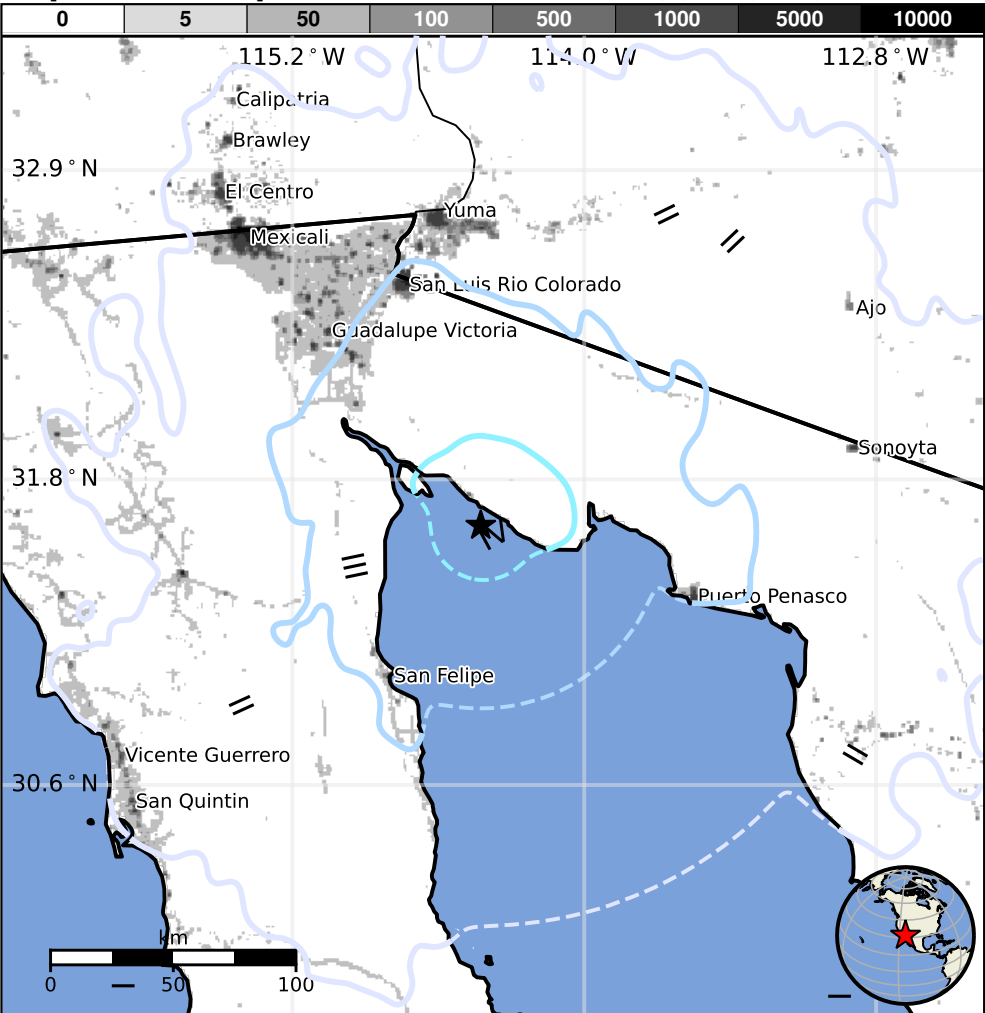 0 5 50 100 500 1000 5000 10000
115.2°W 114.0°W 112.8°W
Calipatria
Brawley
32.9°N
El Centro
Yuma
Mexicali
San Luis Rio Colorado
Ajo
Guadalupe Victoria
Sonoyta
31.8°N
Puerto Penasco
San Felipe
Vicente Guerrero
30.6°N
San Quintin
km
0 50 100